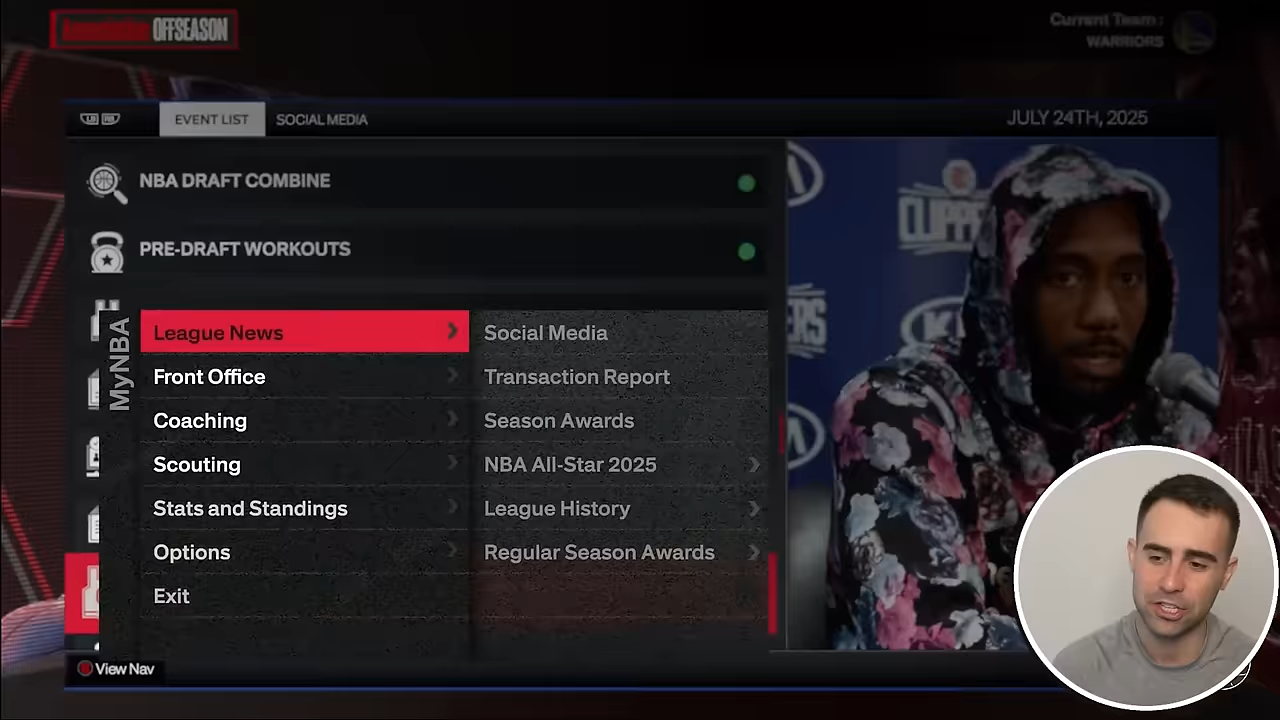 OFFSEASON
Current Team:
WARRIORS
LB RB
EVENT LIST
SOCIAL MEDIA
JULY 24TH, 2025
NBA DRAFT COMBINE
PRE-DRAFT WORKOUTS
MyNBA
League News
Front Office
Coaching
Scouting
Stats and Standings
Options
Exit
Social Media
Transaction Report
Season Awards
NBA All-Star 2025
League History
Regular Season Awards
View Nav